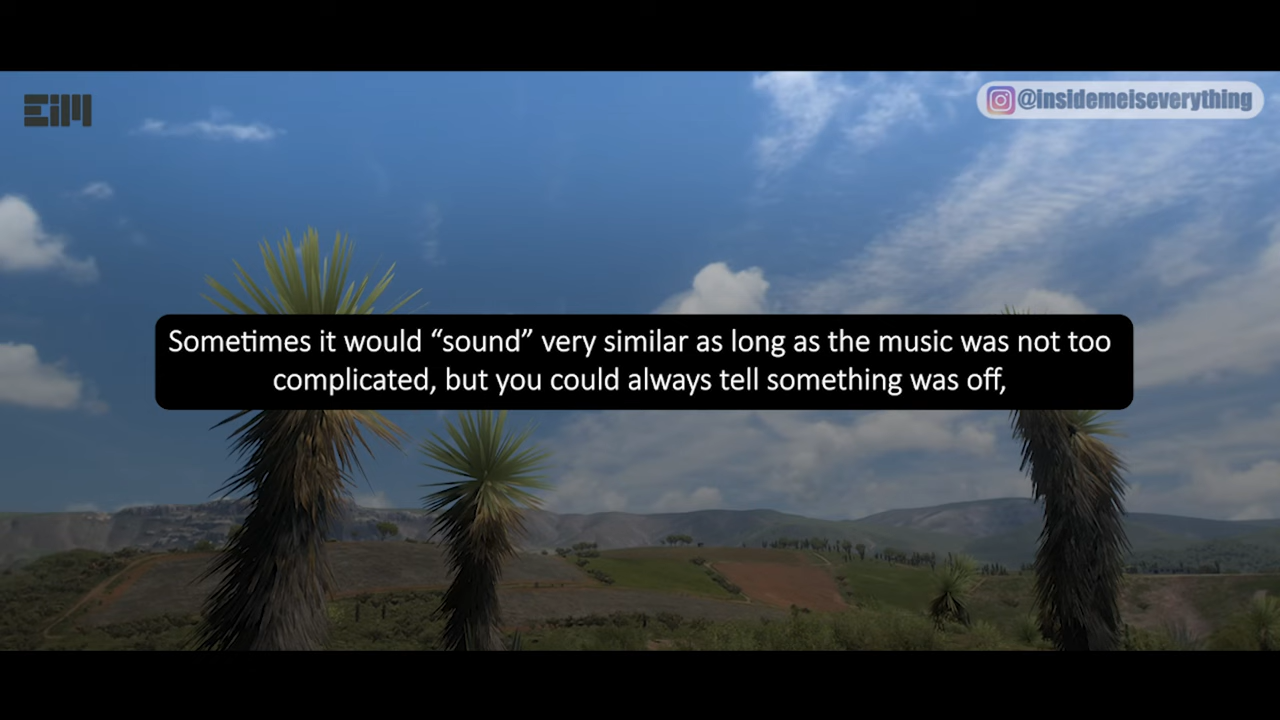 EiM
@insidemeiseverything
Sometimes it would “sound” very similar as long as the music was not too
complicated, but you could always tell something was off,